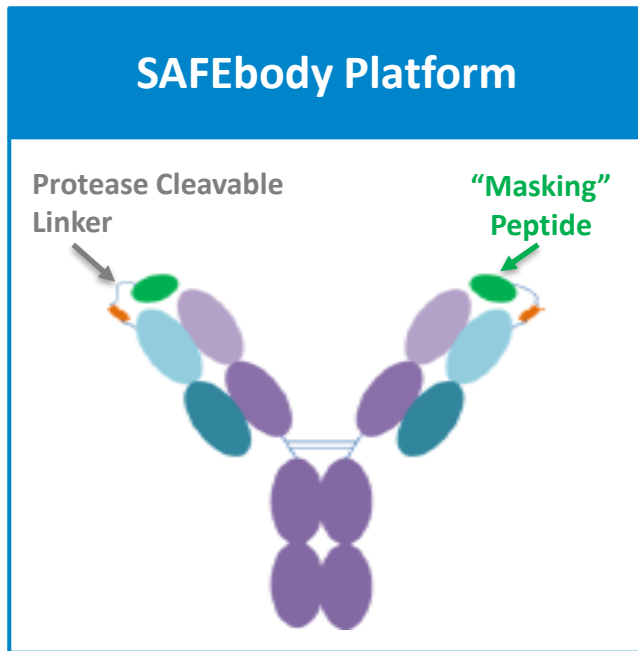 SAFEbody Platform
Protease Cleavable
Linker
“Masking”
Peptide